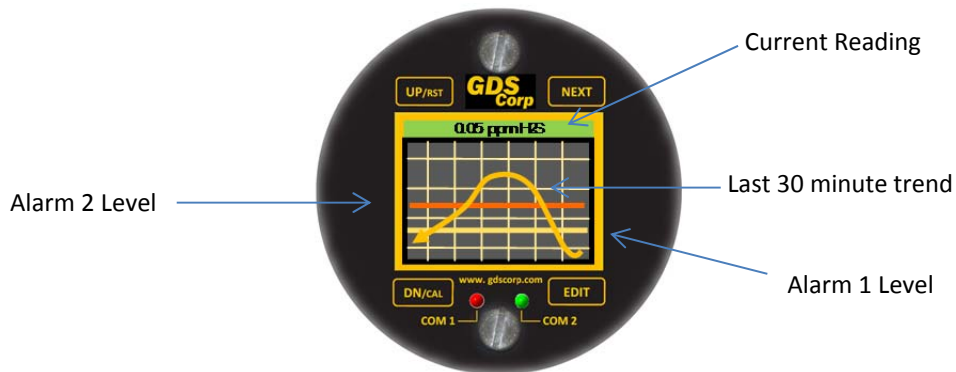 Current Reading
UP/RST
GDS
Corp
NEXT
0.05 ppm H2S
Last 30 minute trend
Alarm 2 Level
Alarm 1 Level
www.gdscorp.com
DN/CAL
EDIT
COM 1
COM 2